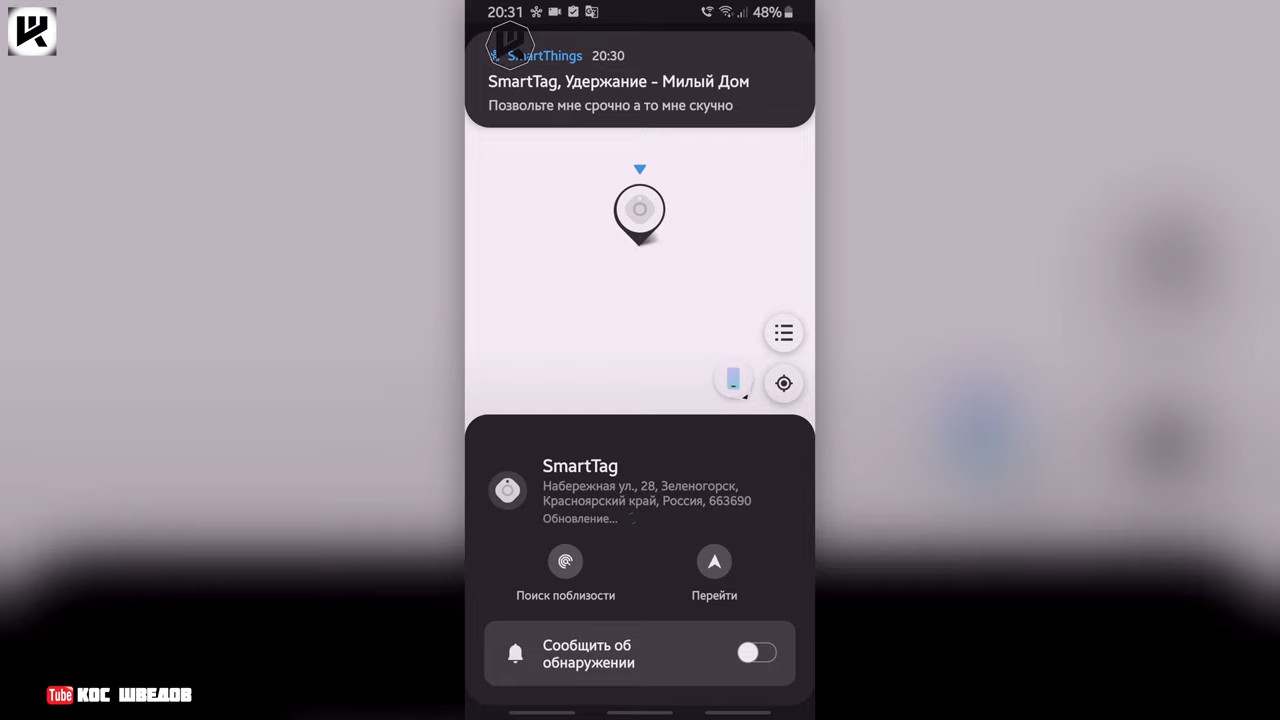 20:31
48%
SmartThings 20:30
SmartTag, Удержание - Милый Дом
Позвольте мне срочно а то мне скучно
SmartTag
Набережная ул., 28, Зеленогорск,
Красноярский край, Россия, 663690
Обновление...
Поиск поблизости
Перейти
Сообщить об
обнаружении
Tube КОС ШВЕДОВ